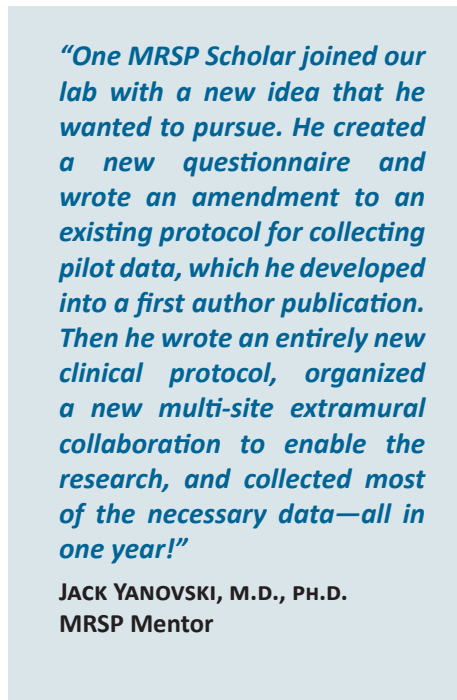 “One MRSP Scholar joined our
lab with a new idea that he
wanted to pursue. He created
a new questionnaire and
wrote an amendment to an
existing protocol for collecting
pilot data, which he developed
into a first author publication.
Then he wrote an entirely new
clinical protocol, organized
a new multi-site extramural
collaboration to enable the
research, and collected most
of the necessary data—all in
one year!”
Jack Yanovski, M.D., Ph.D.
MRSP Mentor